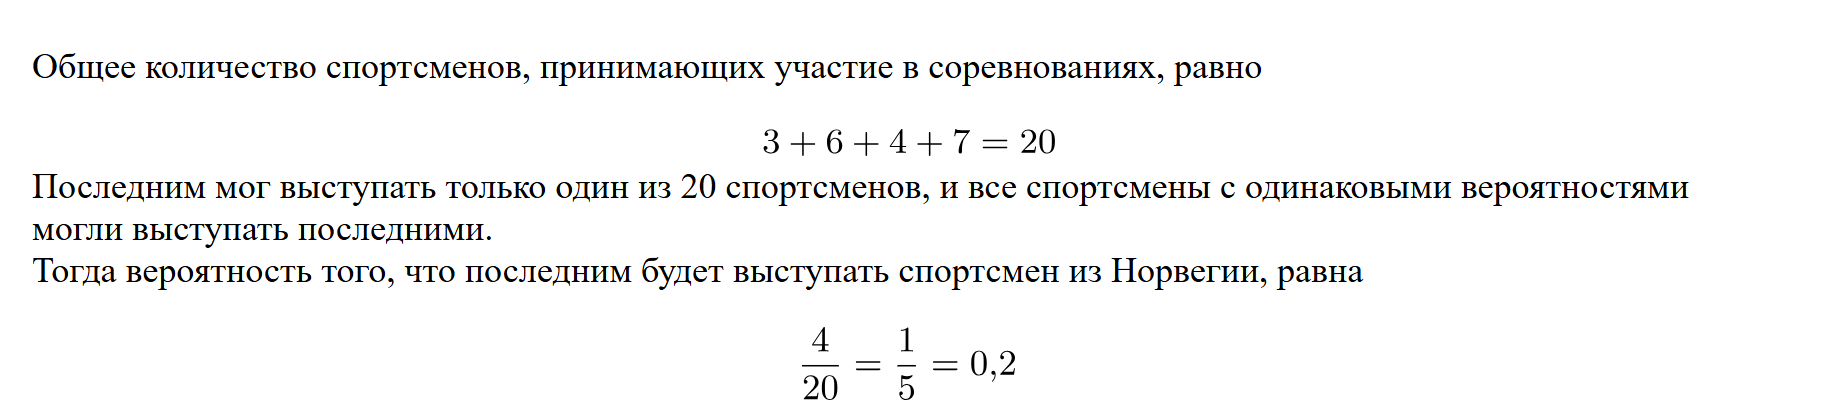 Общее количество спортсменов, принимающих участие в соревнованиях, равно
3 + 6 + 4 + 7 = 20
Последним мог выступать только один из 20 спортсменов, и все спортсмены с одинаковыми вероятностями
могли выступать последними.
Тогда вероятность того, что последним будет выступать спортсмен из Норвегии, равна
4/20 = 1/5 = 0,2